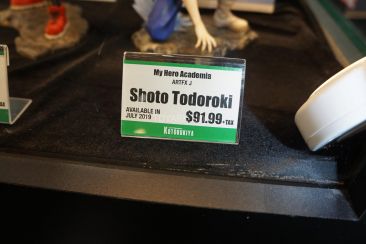 My Hero Academia
ARTFX J
Shoto Todoroki
AVAILABLE IN
JULY 2019
$91.99+TAX
KOTOBUKIYA